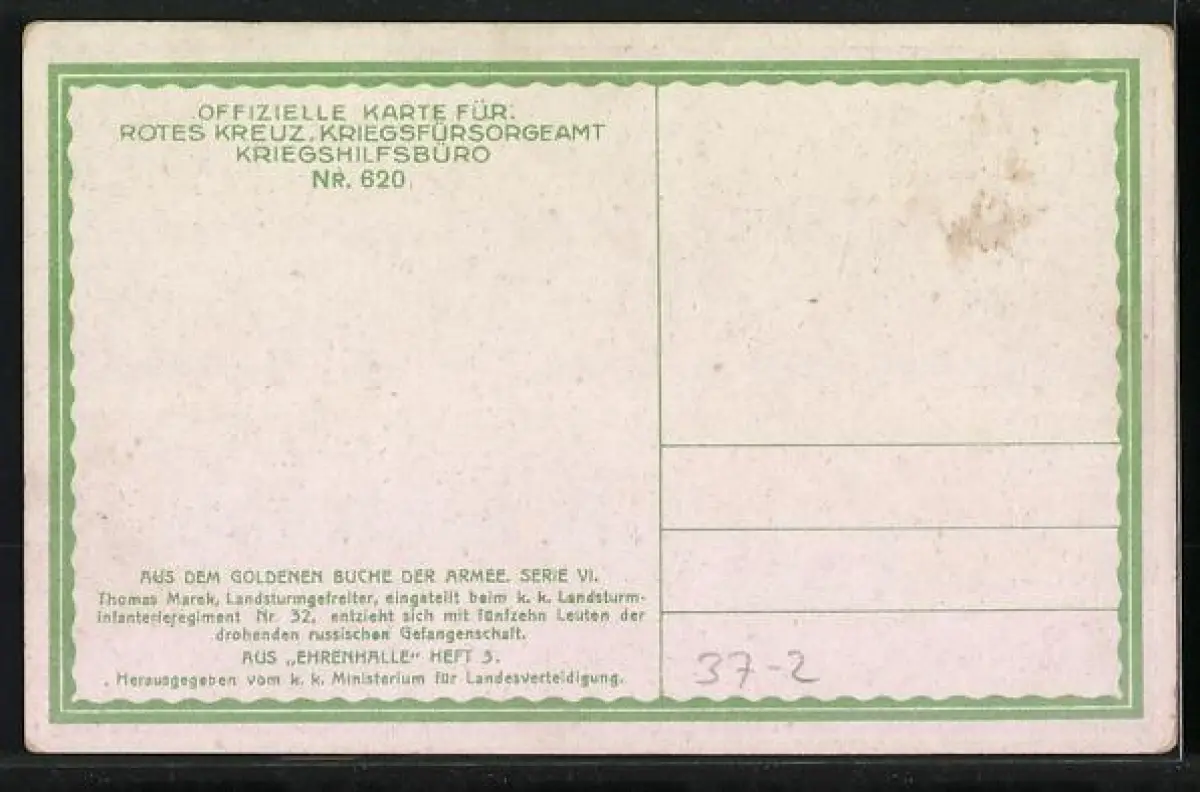 OFFIZIELLE KARTE FÜR:
ROTES KREUZ. KRIEGSFÜRSORGEAMT
KRIEGSHILFSBÜRO
NR. 620
AUS DEM GOLDENEN BUCHE DER ARMEE. SERIE VI.
Thomas Marek, Landsturmgefreiter, eingeteilt beim k. k. Landsturm-
infanterieregiment Nr. 32, entzieht sich mit fünfzehn Leuten der
drohenden russischen Gefangenschaft.
AUS „EHRENHALLE“ HEFT 3.
Herausgegeben vom k. k. Ministerium für Landesverteidigung.
37-2